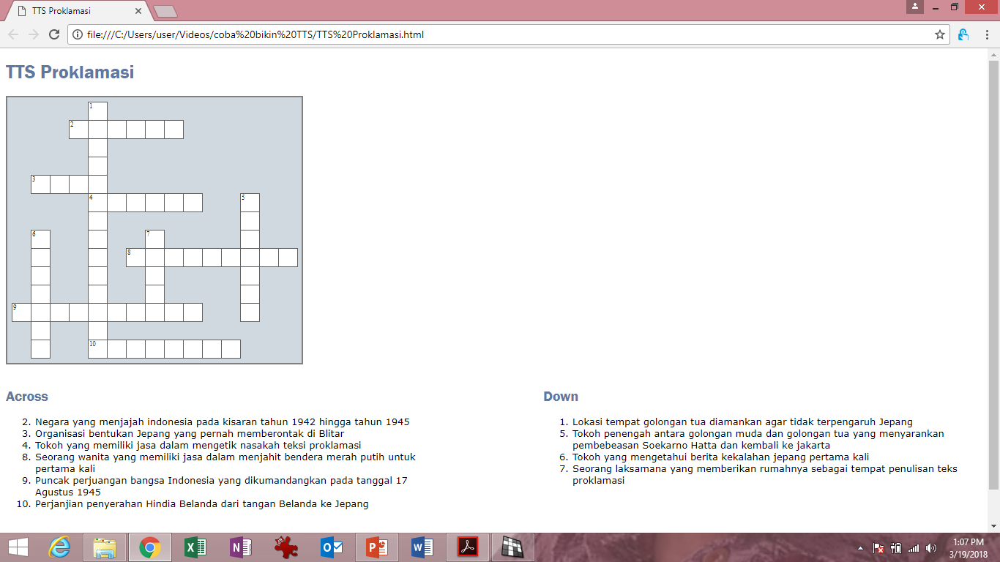 TTS Proklamasi
file:///C:/Users/user/Videos/coba%20bikin%20TTS/TTS%20Proklamasi.html
TTS Proklamasi
1
2
3
4
5
6
7
8
9
10
Across
2. Negara yang menjajah indonesia pada kisaran tahun 1942 hingga tahun 1945
3. Organisasi bentukan Jepang yang pernah memberontak di Blitar
4. Tokoh yang memiliki jasa dalam mengetik nasakah teksi proklamasi
8. Seorang wanita yang memiliki jasa dalam menjahit bendera merah putih untuk
pertama kali
9. Puncak perjuangan bangsa Indonesia yang dikumandangkan pada tanggal 17
Agustus 1945
10. Perjanjian penyerahan Hindia Belanda dari tangan Belanda ke Jepang
Down
1. Lokasi tempat golongan tua diamankan agar tidak terpengaruh Jepang
5. Tokoh penengah antara golongan muda dan golongan tua yang menyarankan
pembebeasan Soekarno Hatta dan kembali ke jakarta
6. Tokoh yang mengetahui berita kekalahan jepang pertama kali
7. Seorang laksamana yang memberikan rumahnya sebagai tempat penulisan teks
proklamasi
1:07 PM
3/19/2018